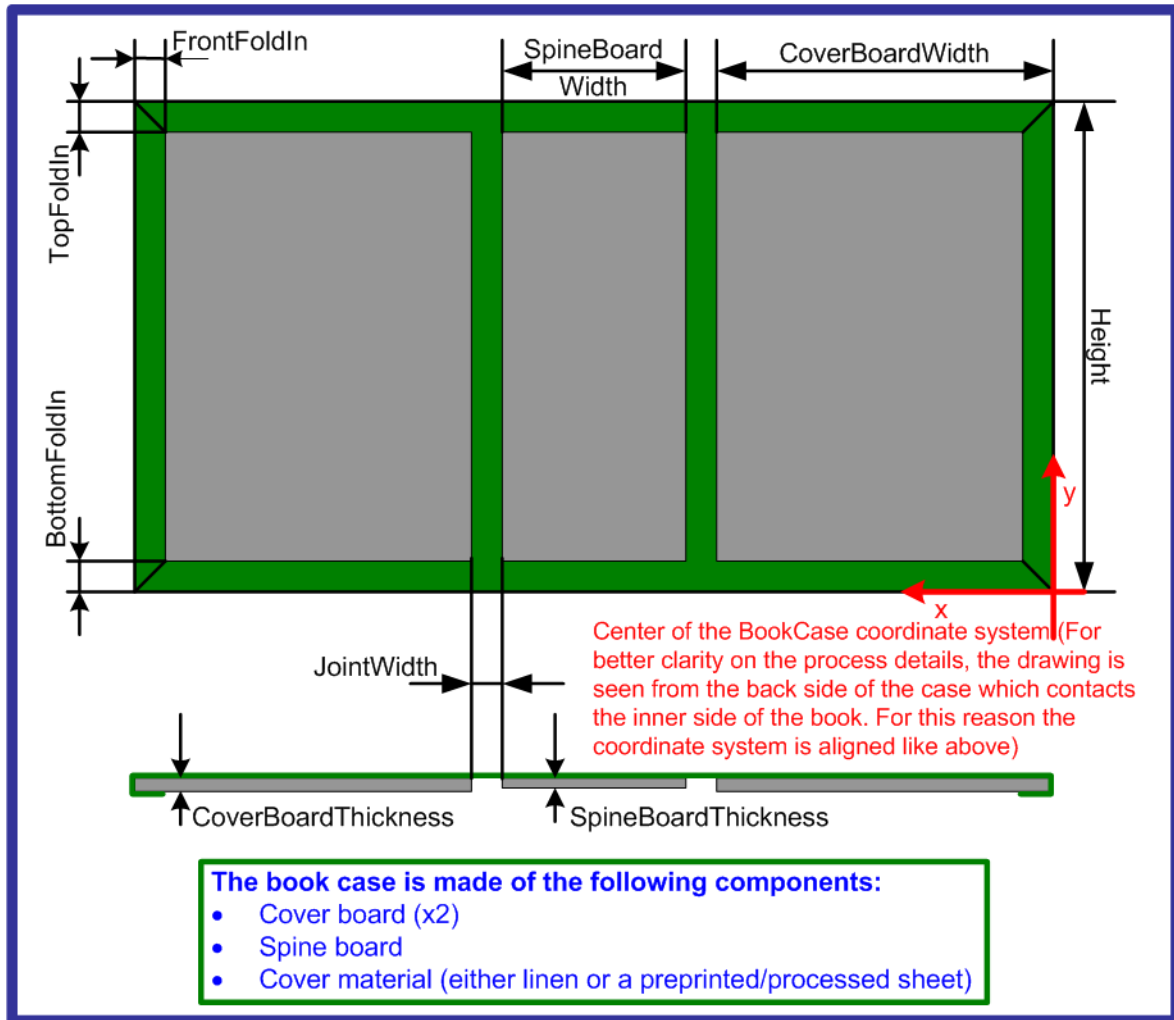 FrontFoldIn
SpineBoard
Width
CoverBoardWidth
TopFoldIn
BottomFoldIn
Height
y
x
Center of the BookCase coordinate system (For
better clarity on the process details, the drawing is
seen from the back side of the case which contacts
the inner side of the book. For this reason the
coordinate system is aligned like above)
JointWidth
CoverBoardThickness
SpineBoardThickness
The book case is made of the following components:
• Cover board (x2)
• Spine board
• Cover material (either linen or a preprinted/processed sheet)